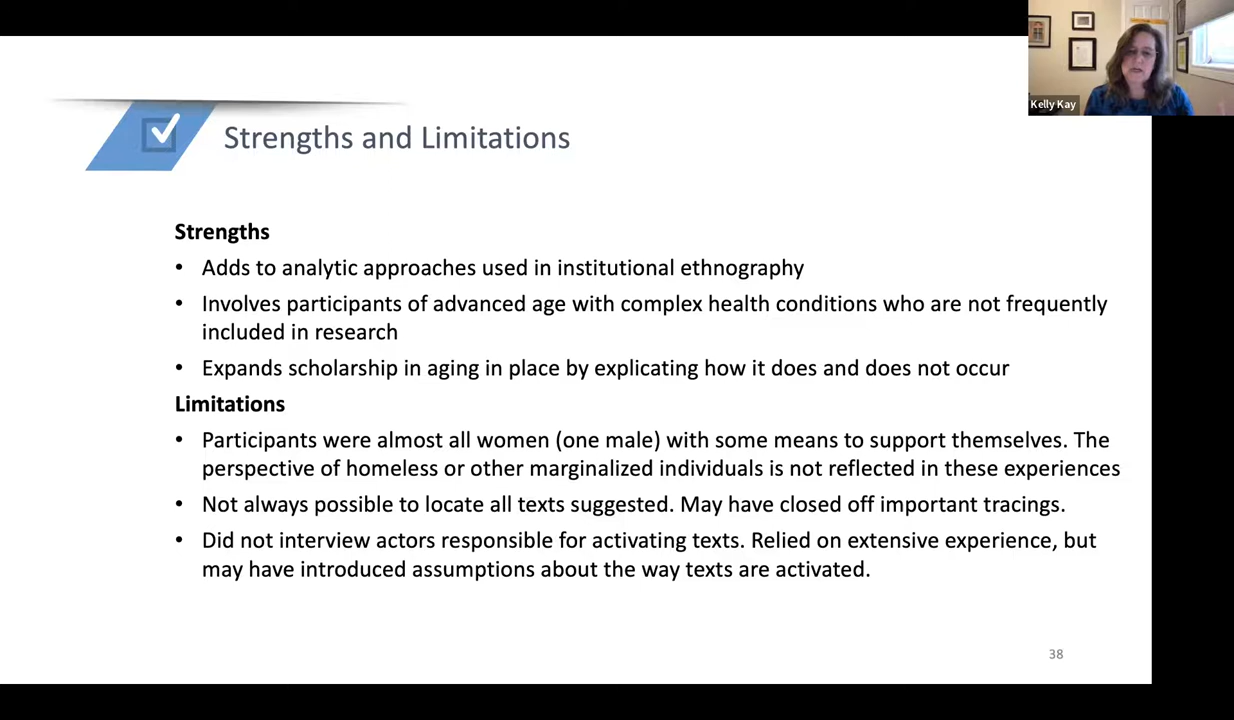 Kelly Kay
Strengths and Limitations
Strengths
• Adds to analytic approaches used in institutional ethnography
• Involves participants of advanced age with complex health conditions who are not frequently
included in research
• Expands scholarship in aging in place by explicating how it does and does not occur
Limitations
• Participants were almost all women (one male) with some means to support themselves. The
perspective of homeless or other marginalized individuals is not reflected in these experiences
• Not always possible to locate all texts suggested. May have closed off important tracings.
• Did not interview actors responsible for activating texts. Relied on extensive experience, but
may have introduced assumptions about the way texts are activated.
38